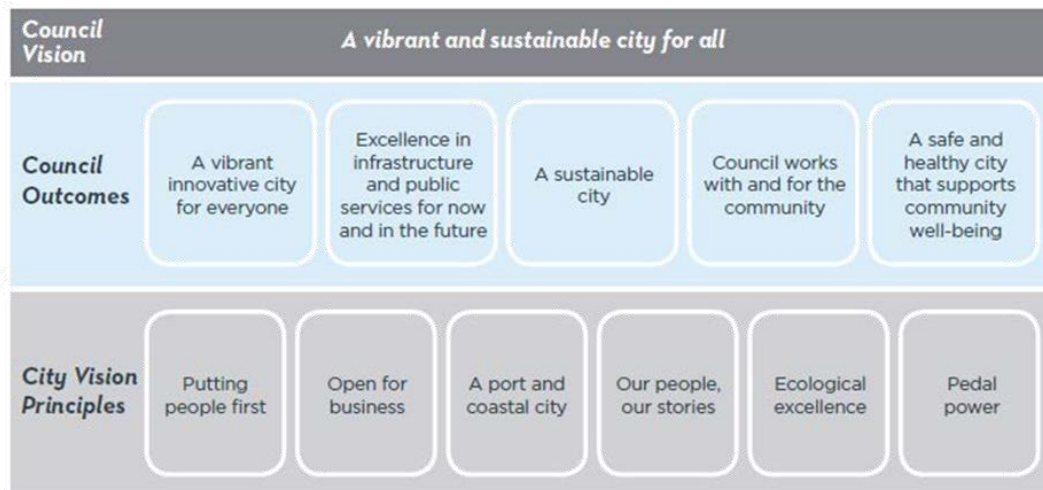 Council
Vision
A vibrant and sustainable city for all
Council
Outcomes
A vibrant
innovative city
for everyone
Excellence in
infrastructure
and public
services for now
and in the future
A sustainable
city
Council works
with and for the
community
A safe and
healthy city
that supports
community
well-being
City Vision
Principles
Putting
people first
Open for
business
A port and
coastal city
Our people,
our stories
Ecological
excellence
Pedal
power